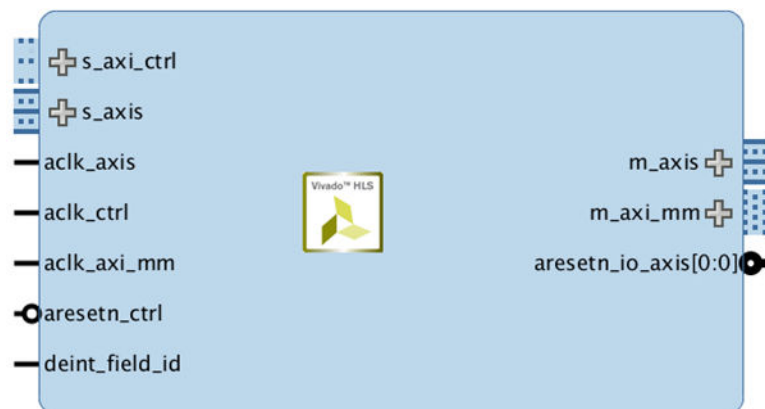 s_axi_ctrl
s_axis
aclk_axis
aclk_ctrl
aclk_axi_mm
aresetn_ctrl
deint_field_id
Vivado™ HLS
m_axis
m_axi_mm
aresetn_io_axis[0:0]